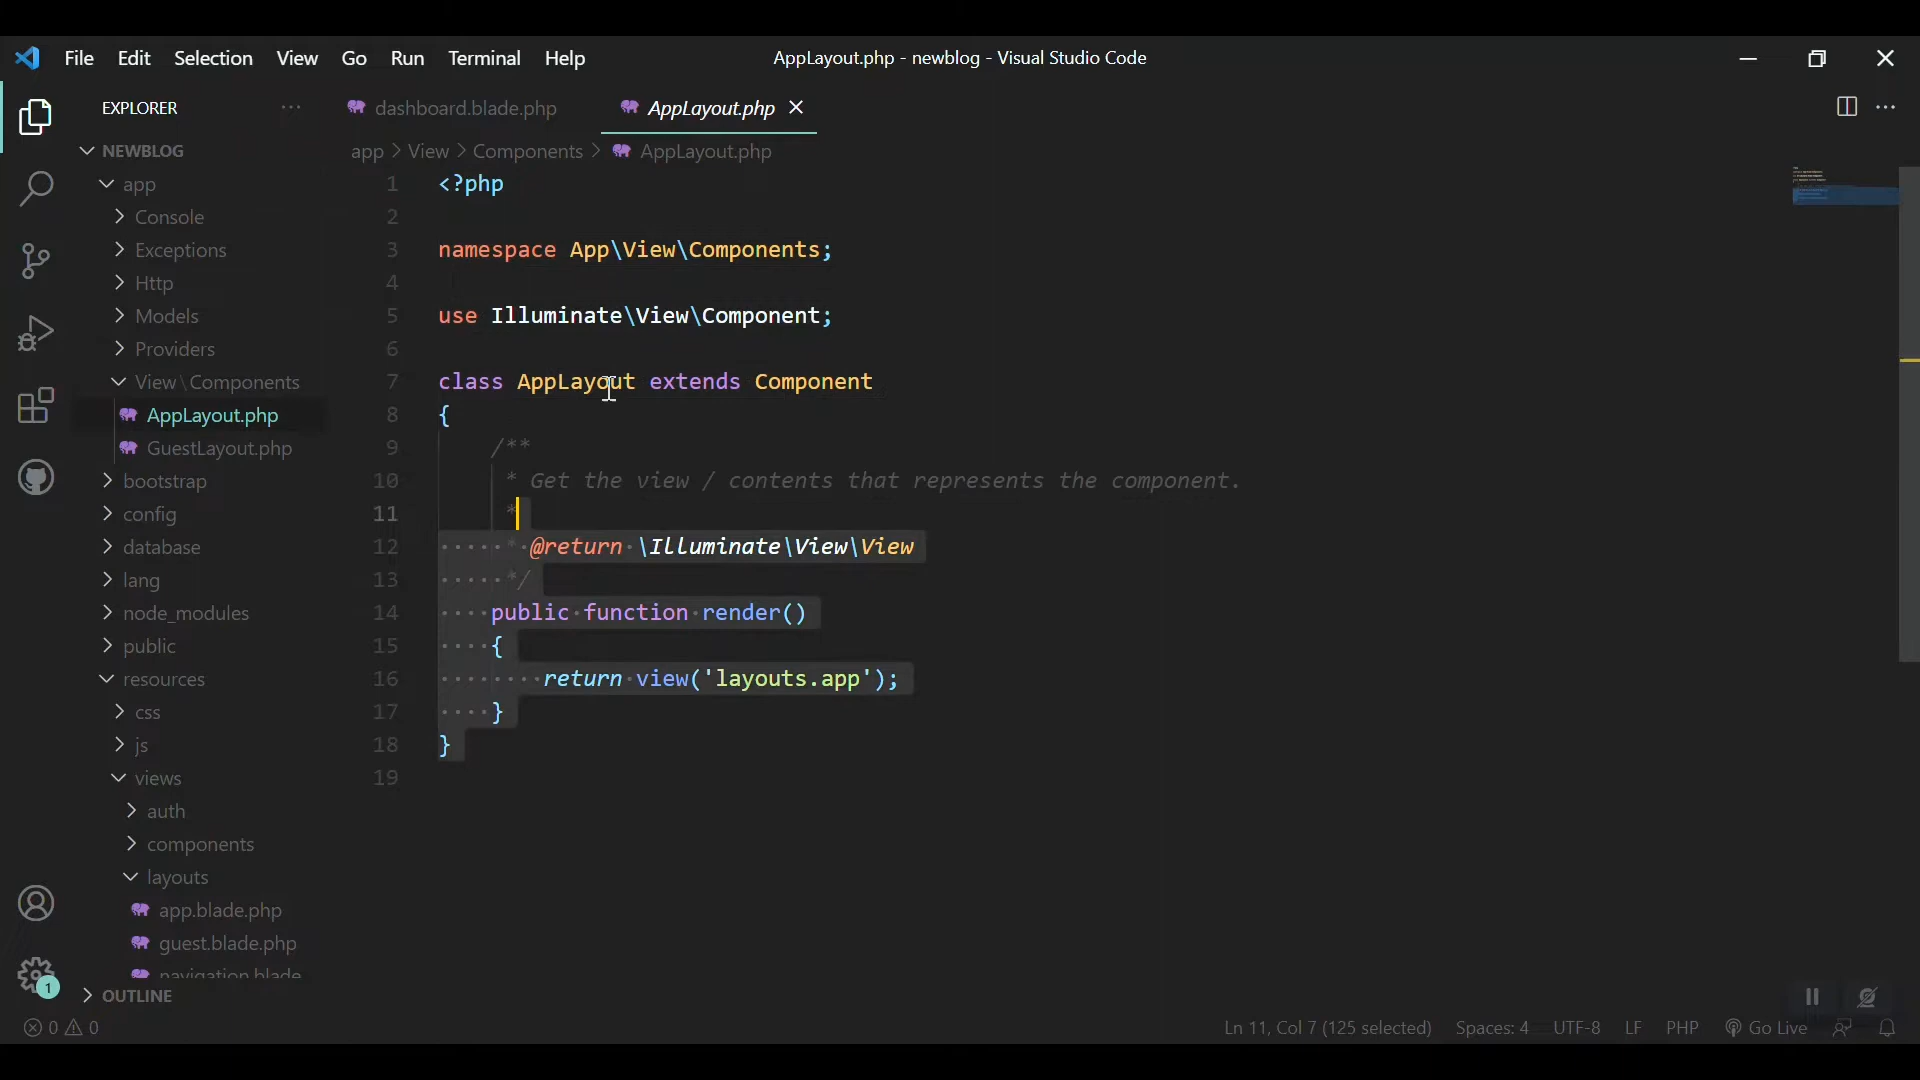 File Edit Selection View Go Run Terminal Help
AppLayout.php - newblog - Visual Studio Code
EXPLORER
dashboard.blade.php
AppLayout.php
NEWBLOG
app > View > Components > AppLayout.php
app
Console
Exceptions
Http
Models
Providers
View\Components
AppLayout.php
GuestLayout.php
bootstrap
config
database
lang
node_modules
public
resources
css
js
views
auth
components
layouts
app.blade.php
guest.blade.php
navigation.blade
OUTLINE
1 <?php
2
3 namespace App\View\Components;
4
5 use Illuminate\View\Component;
6
7 class AppLayout extends Component
8 {
9 /**
10 * Get the view / contents that represents the component.
11 *
12 * @return \Illuminate\View\View
13 */
14 public function render()
15 {
16 return view('layouts.app');
17 }
18 }
19
1
0 0
Ln 11, Col 7 (125 selected) Spaces: 4 UTF-8 LF PHP Go Live